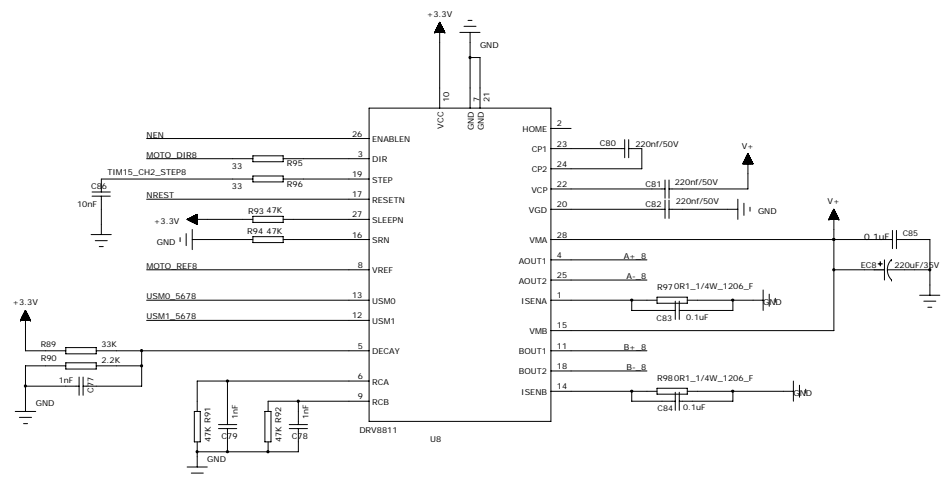 +3.3V
GND
10
7
21
VCC
GND
GND
HOME 2
NEN 26 ENABLEN
CP1 23 C80 220nf/50V
MOTO_DIR8 33 R95 3 DIR
V+
CP2 24
TIM15_CH2_STEP8 33 R96 19 STEP
C86
10nF
VCP 22 C81 220nf/50V
NREST 17 RESETN
VGD 20 C82 220nf/50V GND
+3.3V R93 47K 27 SLEEPN
V+
GND R94 47K 16 SRN
VMA 28 0.1uF C85
AOUT1 4 A+_8
MOTO_REF8 8 VREF
EC8 + 220uF/35V
AOUT2 25 A-_8
USM0_5678 13 USM0
ISENA 1 R97 0R1_1/4W_1206_F GND
C83 0.1uF
+3.3V
USM1_5678 12 USM1
VMB 15
R89 33K 5 DECAY
BOUT1 11 B+_8
R90 2.2K
BOUT2 18 B-_8
1nF C77
6 RCA
ISENB 14 R98 0R1_1/4W_1206_F GND
C84 0.1uF
GND
9 RCB
47K R91
1nF
C79
47K R92
1nF
C78
DRV8811
U8
GND